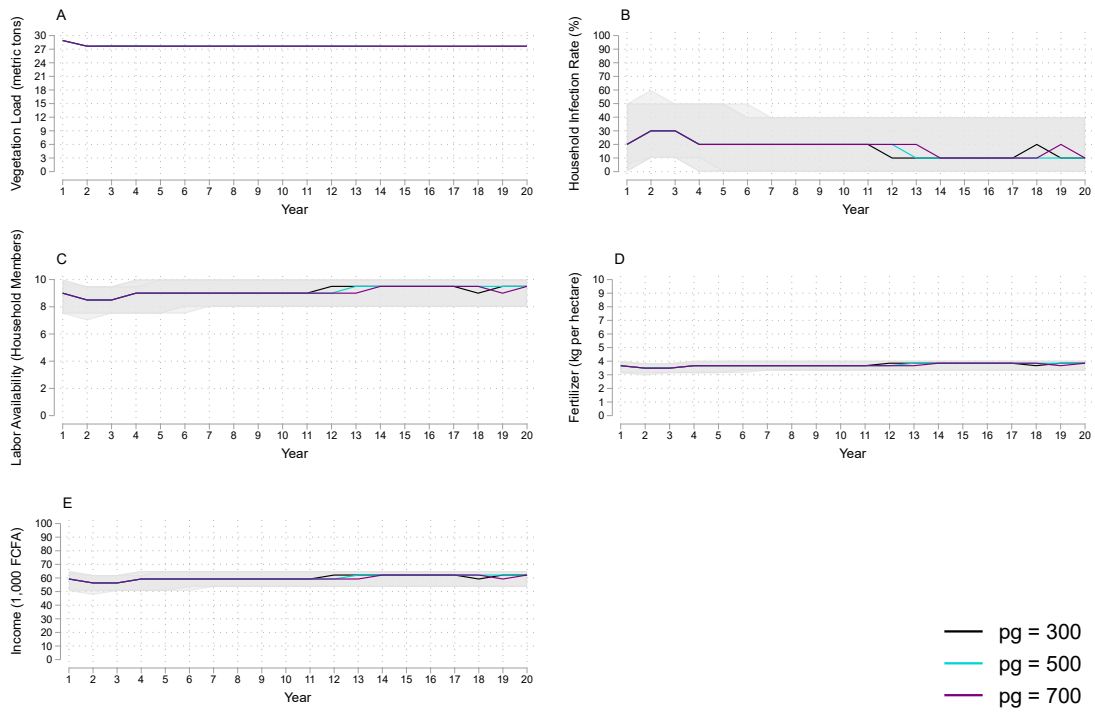 A
Vegetation Load (metric tons)
30
27
24
21
18
15
12
9
6
3
0
1 2 3 4 5 6 7 8 9 10 11 12 13 14 15 16 17 18 19 20
Year
B
Household Infection Rate (%)
100
90
80
70
60
50
40
30
20
10
0
1 2 3 4 5 6 7 8 9 10 11 12 13 14 15 16 17 18 19 20
Year
C
Labor Availability (Household Members)
10
8
6
4
2
0
1 2 3 4 5 6 7 8 9 10 11 12 13 14 15 16 17 18 19 20
Year
D
Fertilizer (kg per hectare)
10
9
8
7
6
5
4
3
2
1
0
1 2 3 4 5 6 7 8 9 10 11 12 13 14 15 16 17 18 19 20
Year
E
Income (1,000 FCFA)
100
90
80
70
60
50
40
30
20
10
0
1 2 3 4 5 6 7 8 9 10 11 12 13 14 15 16 17 18 19 20
Year
pg = 300
pg = 500
pg = 700